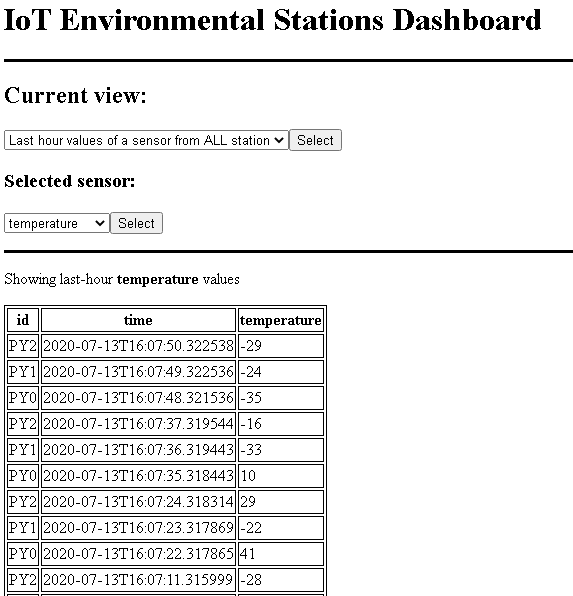 IoT Environmental Stations Dashboard
Current view:
Last hour values of a sensor from ALL station Select
Selected sensor:
temperature Select
Showing last-hour temperature values
id time temperature
PY2 2020-07-13T16:07:50.322538 -29
PY1 2020-07-13T16:07:49.322536 -24
PY0 2020-07-13T16:07:48.321536 -35
PY2 2020-07-13T16:07:37.319544 -16
PY1 2020-07-13T16:07:36.319443 -33
PY0 2020-07-13T16:07:35.318443 10
PY2 2020-07-13T16:07:24.318314 29
PY1 2020-07-13T16:07:23.317869 -22
PY0 2020-07-13T16:07:22.317865 41
PY2 2020-07-13T16:07:11.315999 -28